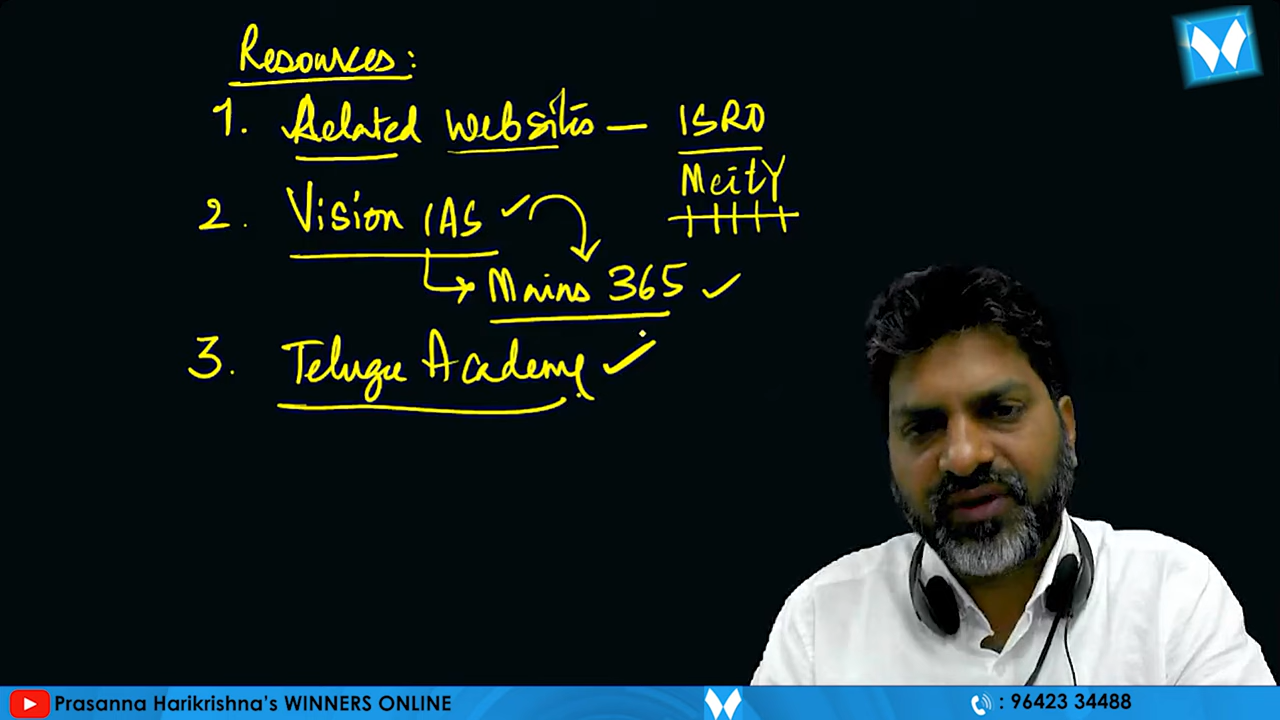 Resources:
1. Related websites — ISRO
MeitY
2. Vision IAS
Mains 365
3. Telugu Academy
Prasanna Harikrishna's WINNERS ONLINE
: 96423 34488